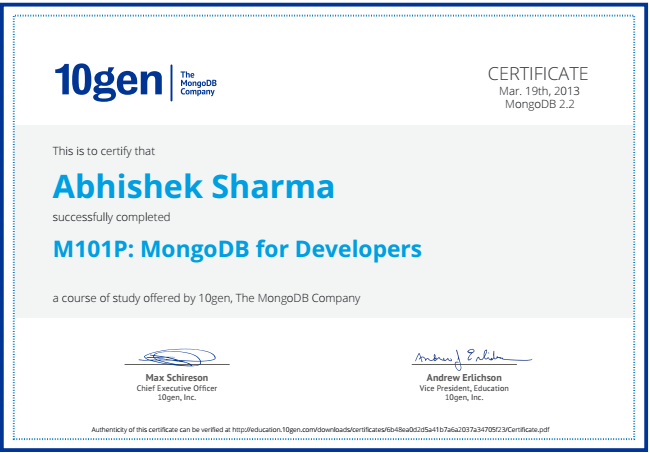 10gen
The
MongoDB
Company
CERTIFICATE
Mar. 19th, 2013
MongoDB 2.2
This is to certify that
Abhishek Sharma
successfully completed
M101P: MongoDB for Developers
a course of study offered by 10gen, The MongoDB Company
Andrew J Erlichson
Max Schireson
Chief Executive Officer
10gen, Inc.
Andrew Erlichson
Vice President, Education
10gen, Inc.
Authenticity of this certificate can be verified at http://education.10gen.com/downloads/certificates/6b48ea0d2d5a41b7a6a2037a34705f23/Certificate.pdf